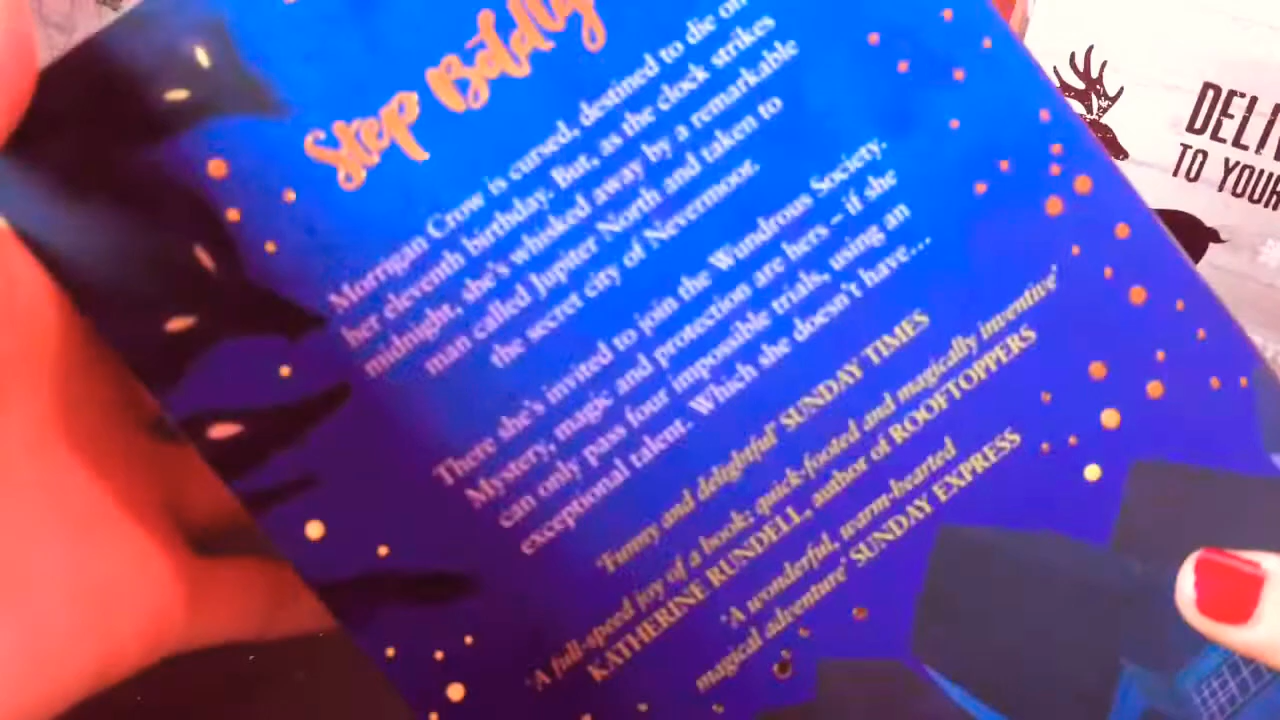 Step Boldly
Morrigan Crow is cursed, destined to die on
her eleventh birthday. But, as the clock strikes
midnight, she's whisked away by a remarkable
man called Jupiter North and taken to
the secret city of Nevermoor.
There she's invited to join the Wundrous Society.
Mystery, magic and protection are hers – if she
can only pass four impossible trials, using an
exceptional talent. Which she doesn't have...
'Funny and delightful' SUNDAY TIMES
'A full-speed joy of a book: quick-footed and magically inventive'
KATHERINE RUNDELL, author of ROOFTOPPERS
'A wonderful, warm-hearted
magical adventure' SUNDAY EXPRESS
DELI
TO YOUR